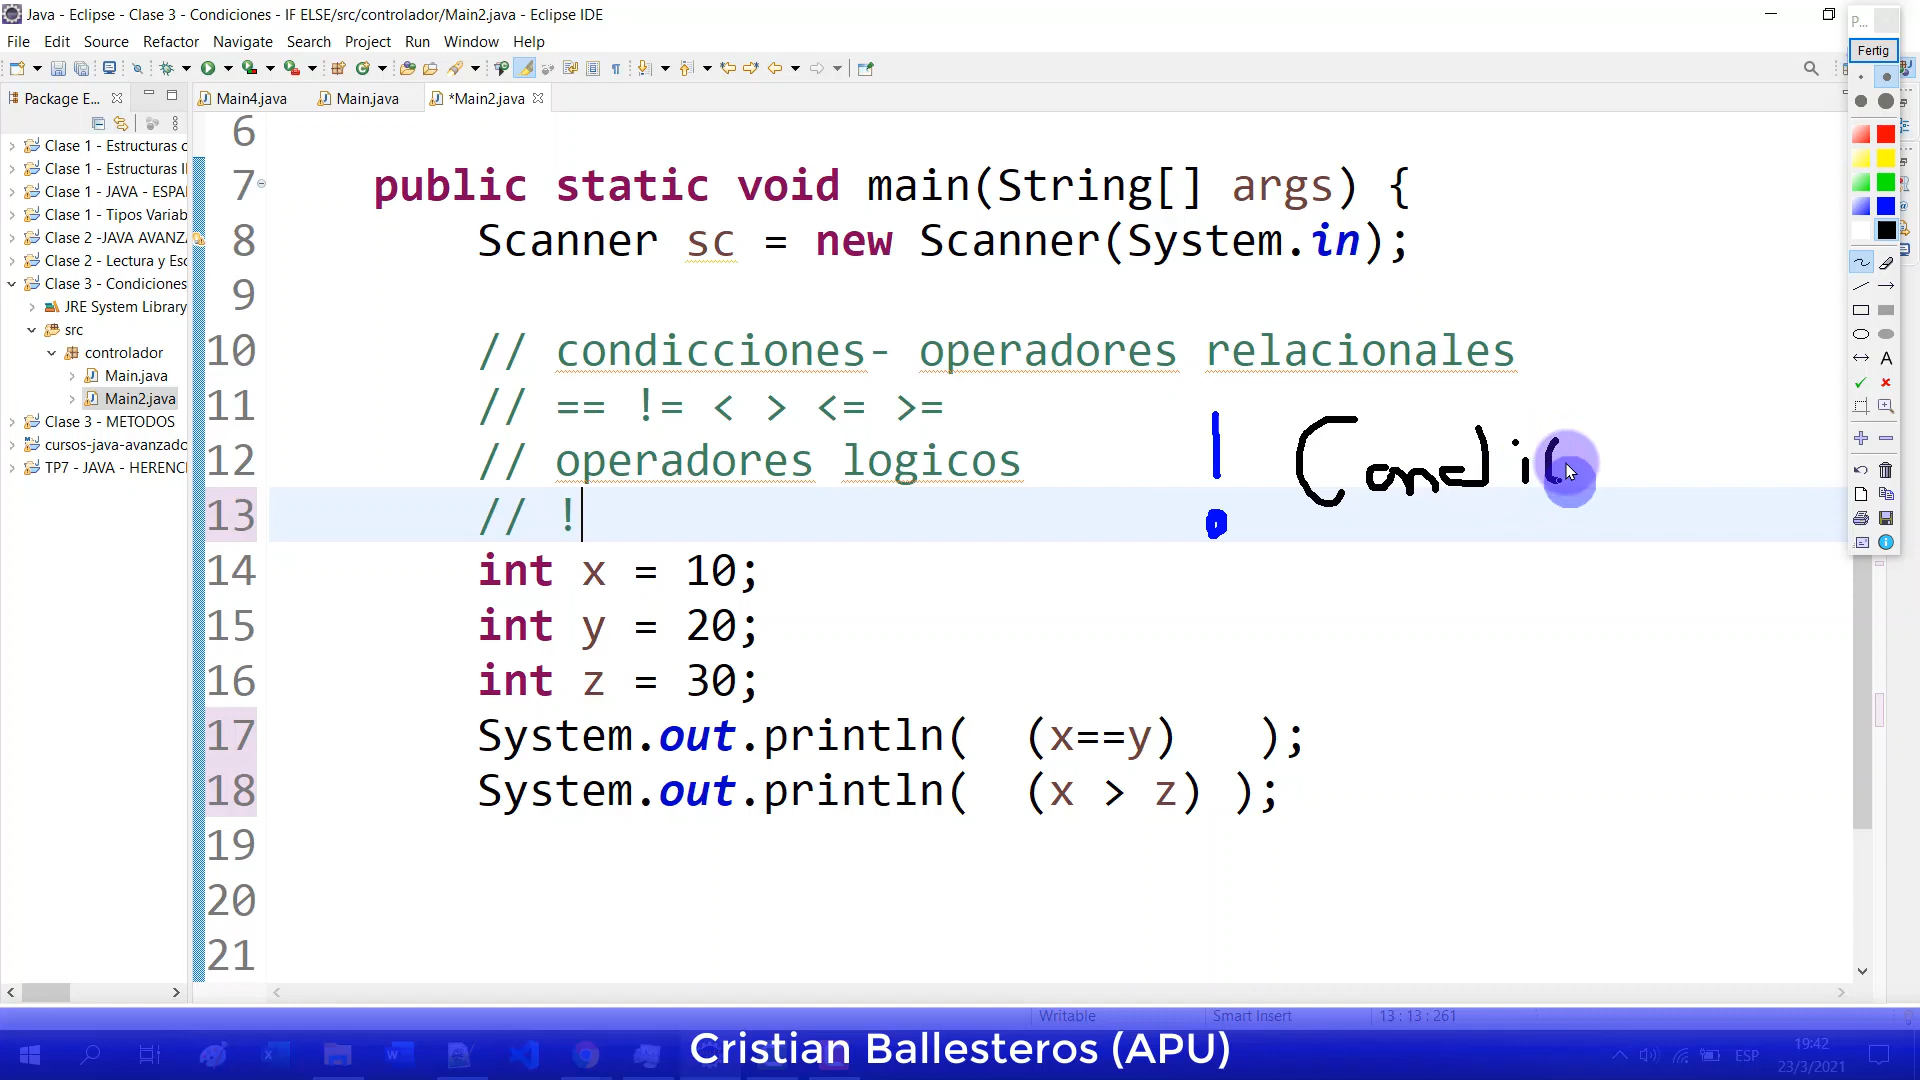 Java - Eclipse - Clase 3 - Condiciones - IF ELSE/src/controlador/Main2.java - Eclipse IDE
File Edit Source Refactor Navigate Search Project Run Window Help
P...
Fertig
Package E...
Main4.java
Main.java
*Main2.java
Clase 1 - Estructuras c
Clase 1 - Estructuras I
Clase 1 - JAVA - ESPA
Clase 1 - Tipos Variab
Clase 2 -JAVA AVANZA
Clase 2 - Lectura y Esc
Clase 3 - Condiciones
JRE System Library
src
controlador
Main.java
Main2.java
Clase 3 - METODOS
cursos-java-avanzado
TP7 - JAVA - HERENC
6
7 public static void main(String[] args) {
8 Scanner sc = new Scanner(System.in);
9
10 // condicciones- operadores relacionales
11 // == != < > <= >=
12 // operadores logicos
13 // !
14 int x = 10;
15 int y = 20;
16 int z = 30;
17 System.out.println( (x==y) );
18 System.out.println( (x > z) );
19
20
21
! Condic
Writable
Smart Insert
13 : 13 : 261
Cristian Ballesteros (APU)
ESP
19:42
23/3/2021